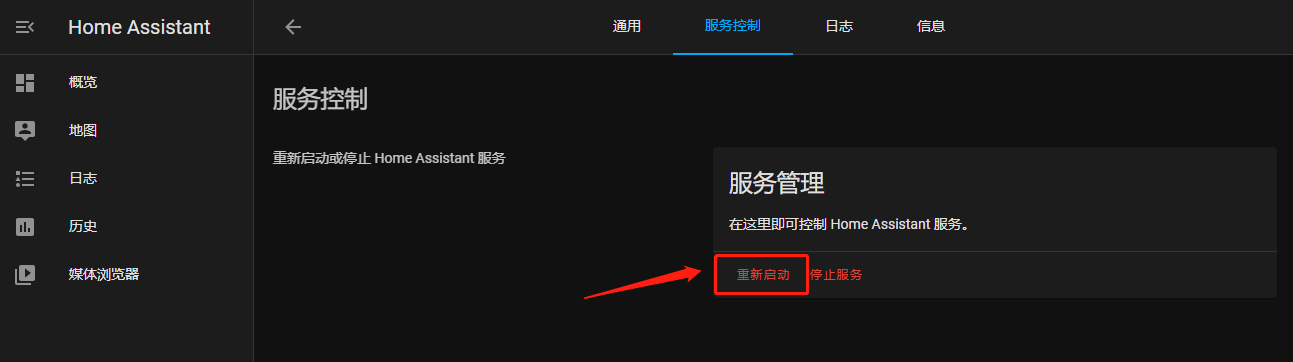 Home Assistant
通用
服务控制
日志
信息
概览
地图
日志
历史
媒体浏览器
服务控制
重新启动或停止 Home Assistant 服务
服务管理
在这里即可控制 Home Assistant 服务。
重新启动
停止服务